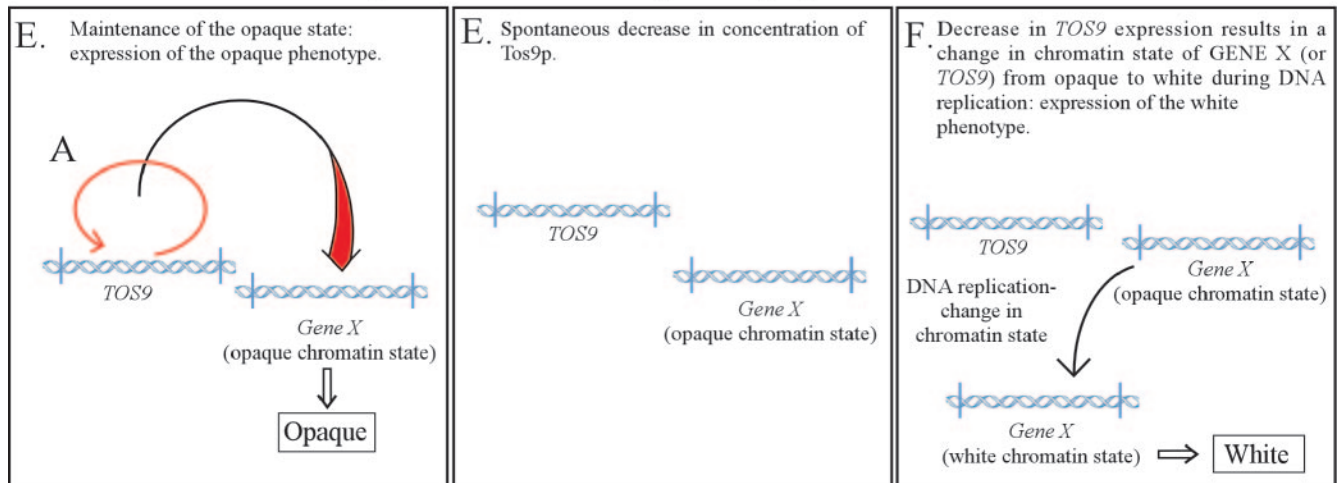 E. Maintenance of the opaque state:
expression of the opaque phenotype.
A
TOS9
Gene X
(opaque chromatin state)
Opaque
E. Spontaneous decrease in concentration of
Tos9p.
TOS9
Gene X
(opaque chromatin state)
F. Decrease in TOS9 expression results in a
change in chromatin state of GENE X (or
TOS9) from opaque to white during DNA
replication: expression of the white
phenotype.
TOS9
Gene X
(opaque chromatin state)
DNA replication-
change in
chromatin state
Gene X
(white chromatin state)
White